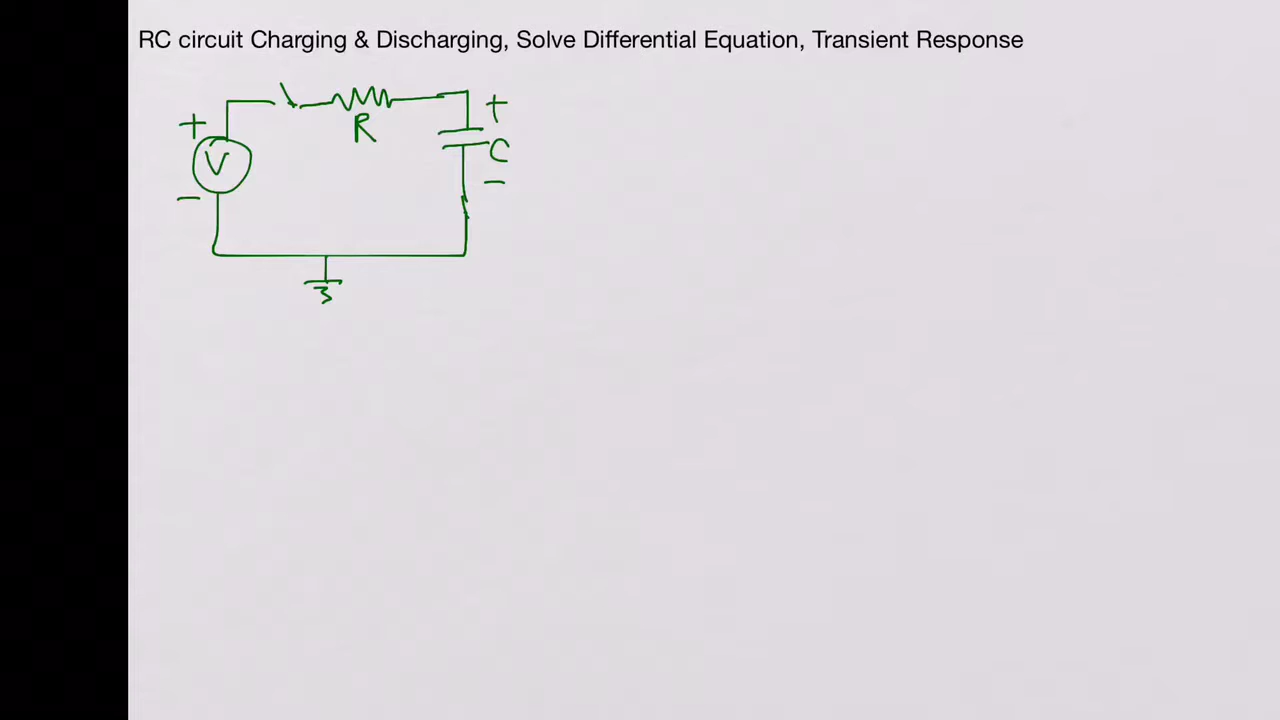 RC circuit Charging & Discharging, Solve Differential Equation, Transient Response
+ +
R
V C
- -